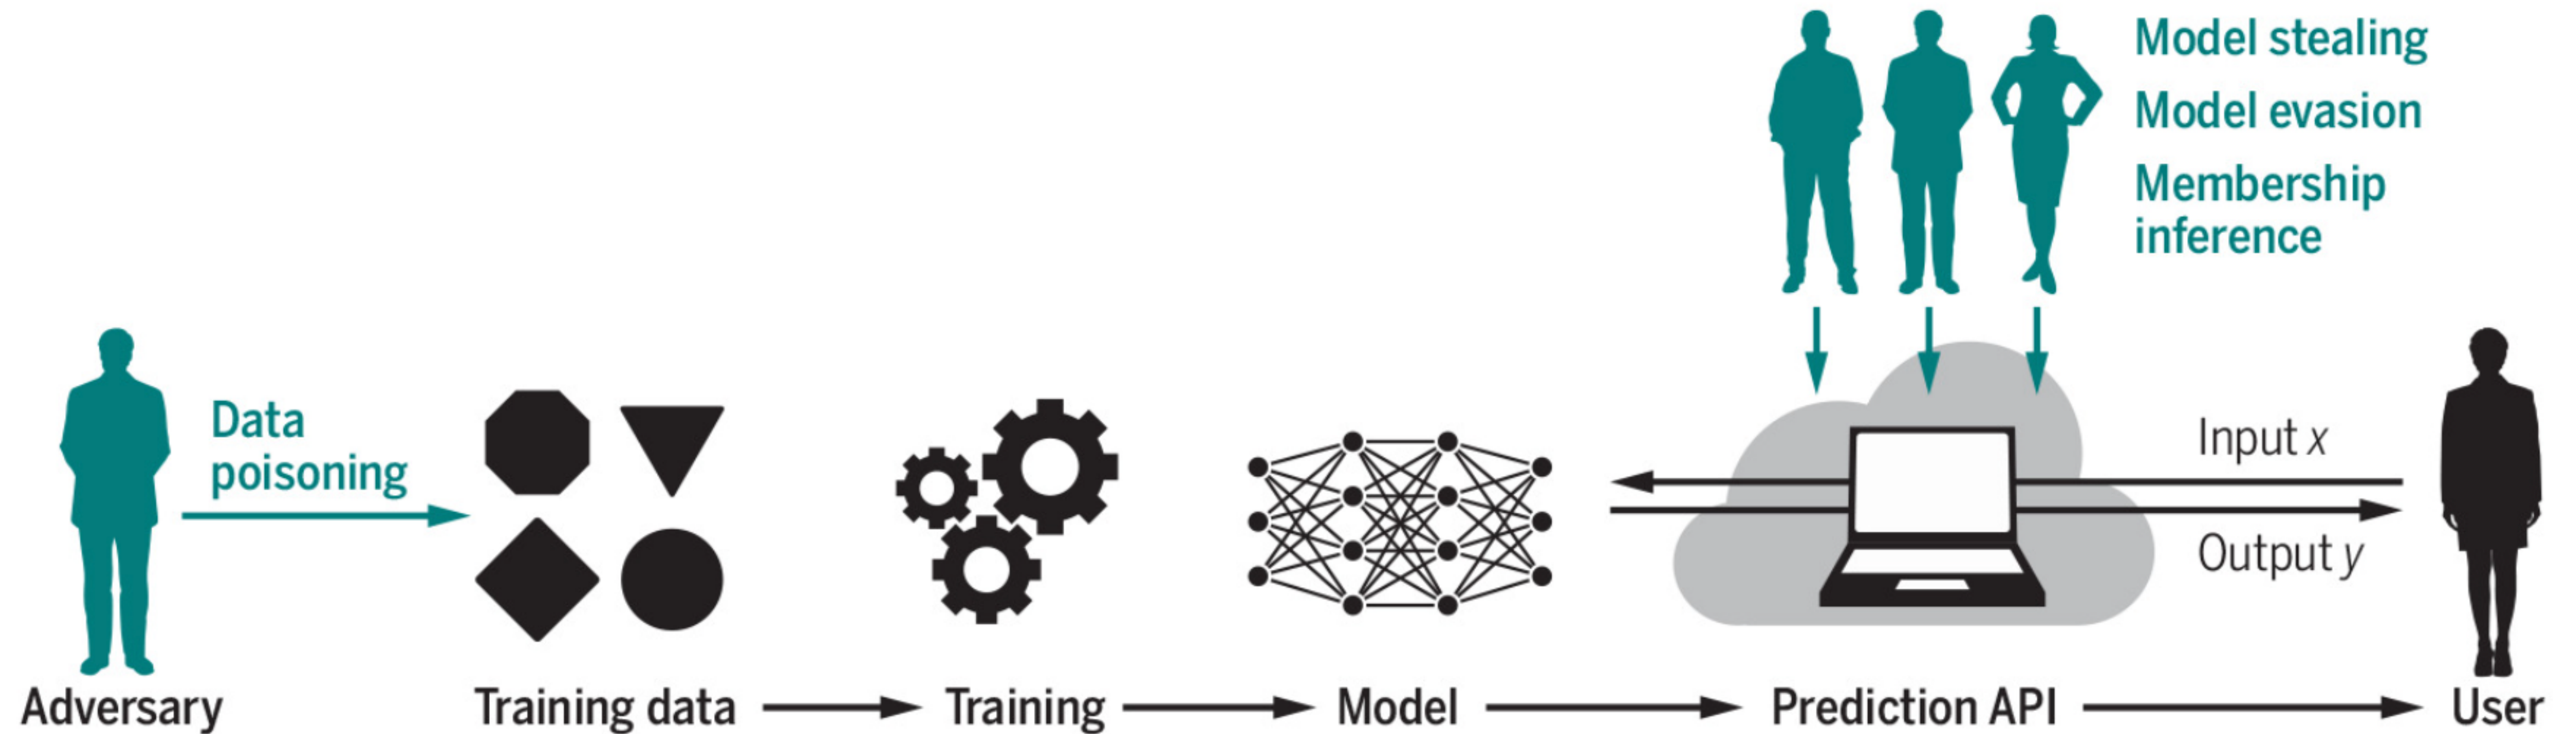 Model stealing
Model evasion
Membership
inference
Data
poisoning
Input x
Output y
Adversary
Training data
Training
Model
Prediction API
User